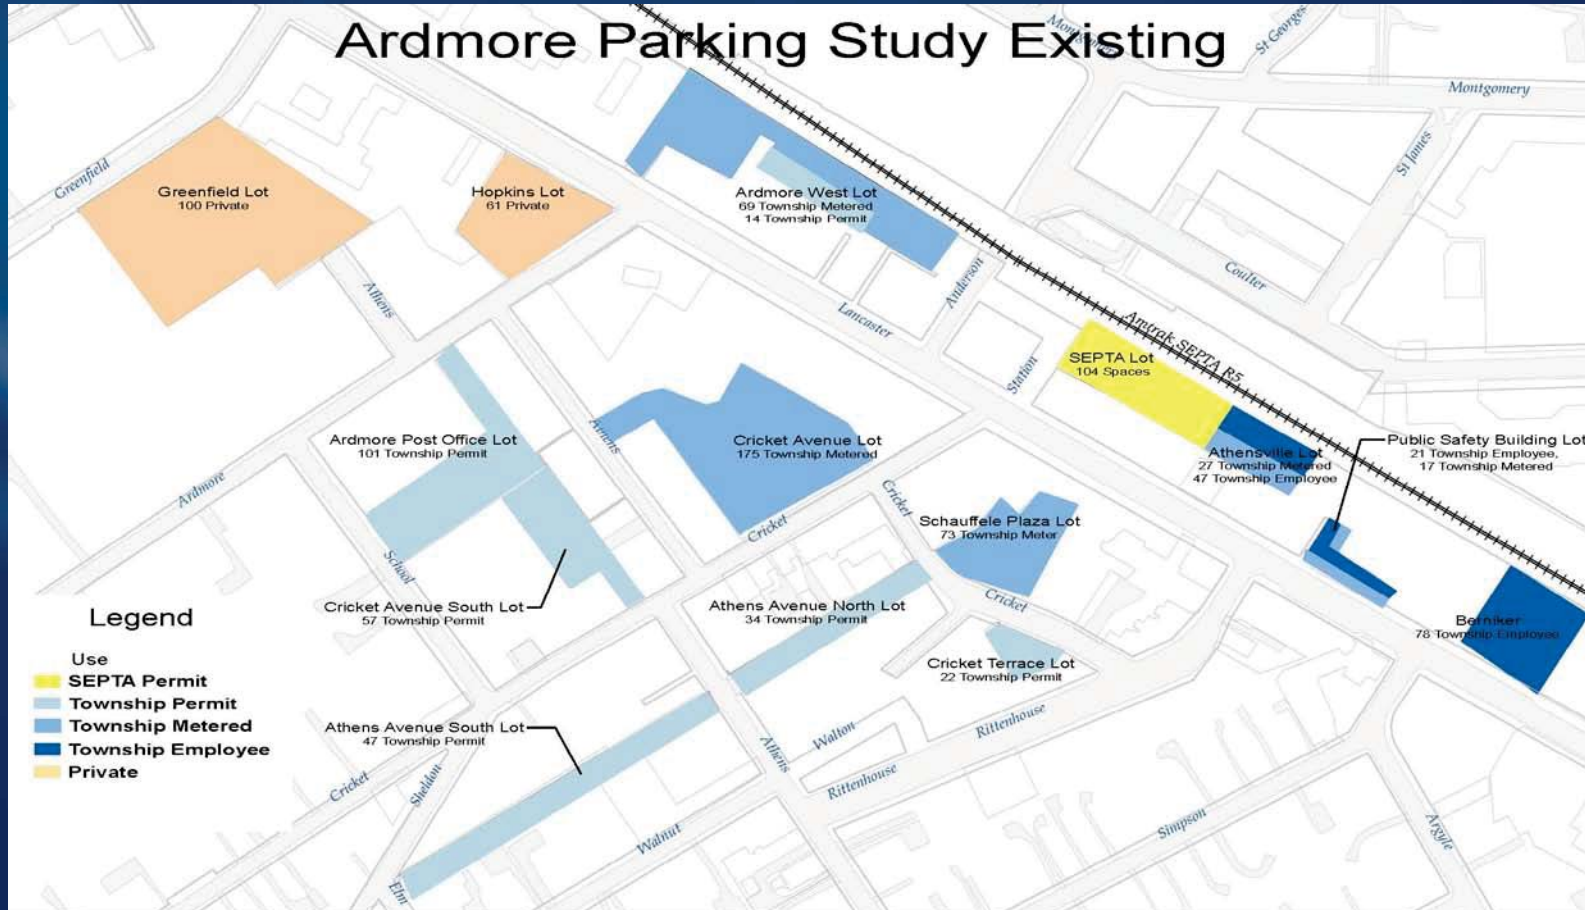 Ardmore Parking Study Existing
Montgomery
St Georges
Montgomery
Greenfield
Greenfield Lot
100 Private
Hopkins Lot
61 Private
Ardmore West Lot
69 Township Metered
14 Township Permit
St James
Coulter
Anderson
Athens
Lancaster
Station
Amtrak SEPTA R5
SEPTA Lot
104 Spaces
Ardmore Post Office Lot
101 Township Permit
Athens
Cricket Avenue Lot
175 Township Metered
Athensville Lot
27 Township Metered
47 Township Employee
Public Safety Building Lot
21 Township Employee,
17 Township Metered
Ardmore
Cricket
Cricket
Schauffele Plaza Lot
73 Township Meter
School
Cricket Avenue South Lot
57 Township Permit
Athens Avenue North Lot
34 Township Permit
Cricket
Berniker
78 Township Employee
Cricket Terrace Lot
22 Township Permit
Legend
Use
SEPTA Permit
Township Permit
Township Metered
Township Employee
Private
Athens Avenue South Lot
47 Township Permit
Athens
Walton
Rittenhouse
Rittenhouse
Cricket
Sheldon
Walnut
Simpson
Argyle
Elm